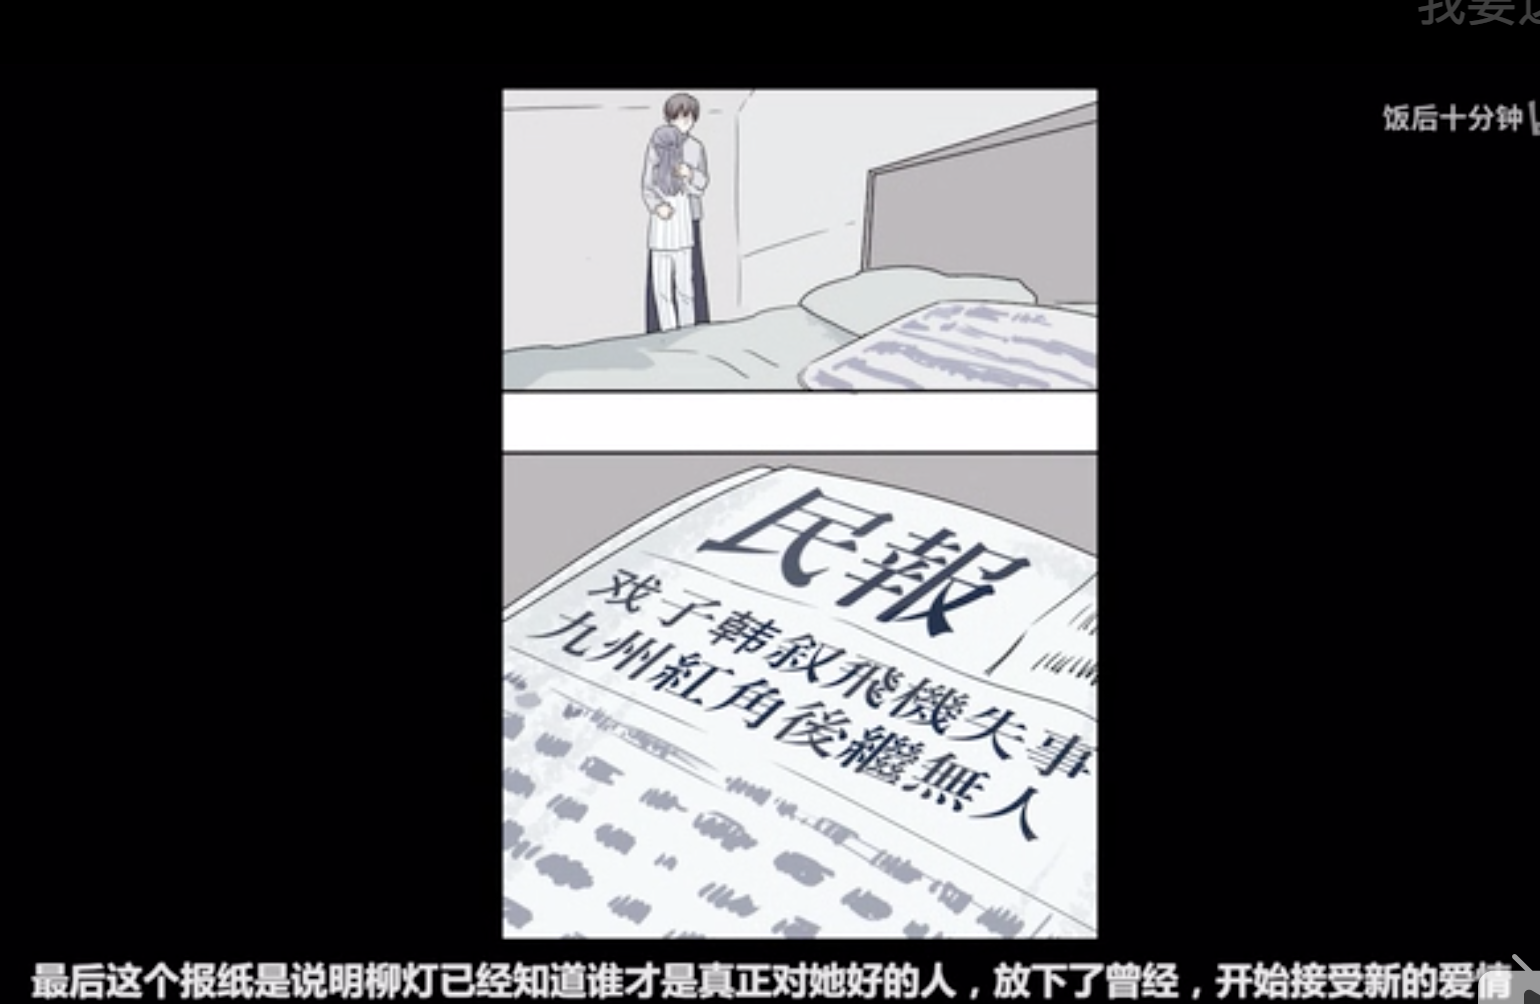 我要
饭后十分钟
民報
戏子韩叙飛機失事
九州紅角後繼無人
最后这个报纸是说明柳灯已经知道谁才是真正对她好的人，放下了曾经，开始接受新的爱情